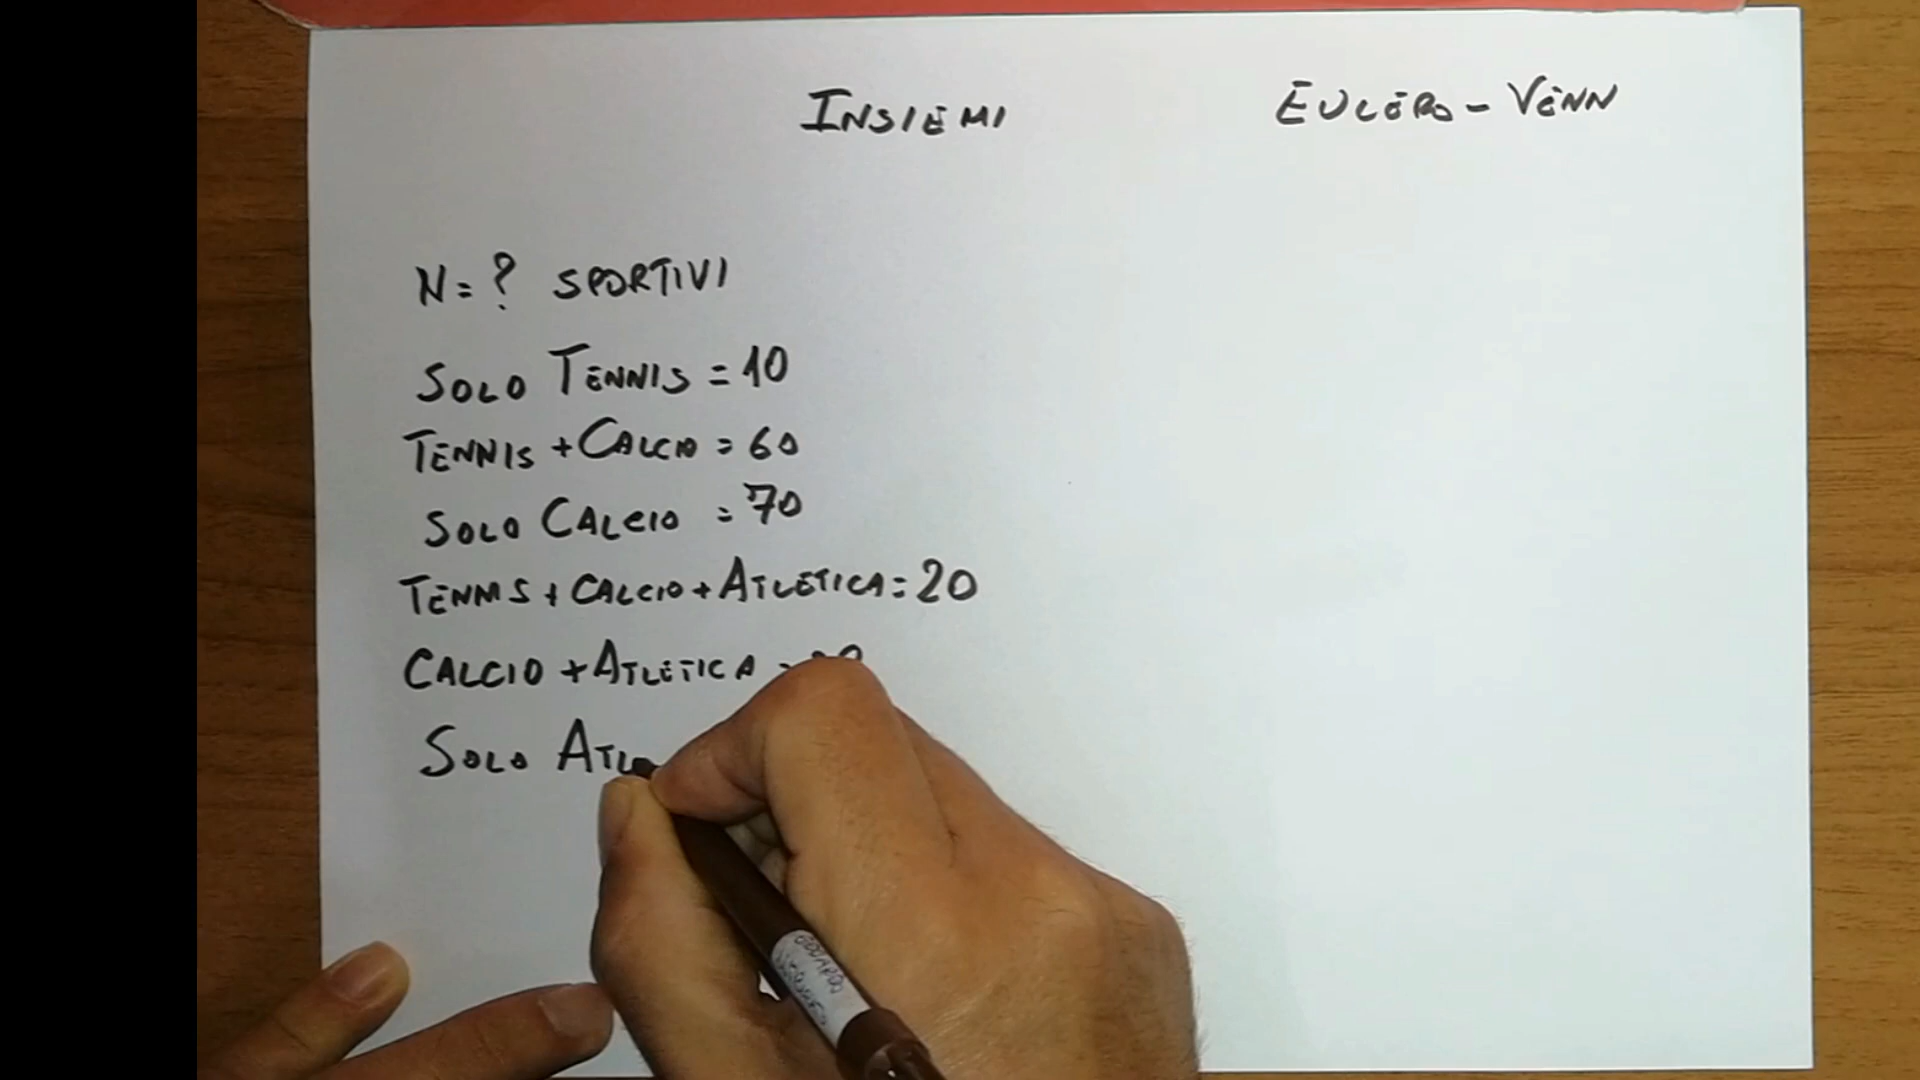 INSIEMI
EULERO - VENN
N = ? SPORTIVI
SOLO TENNIS = 10
TENNIS + CALCIO = 60
SOLO CALCIO = 70
TENNIS + CALCIO + ATLETICA = 20
CALCIO + ATLETICA
SOLO ATL